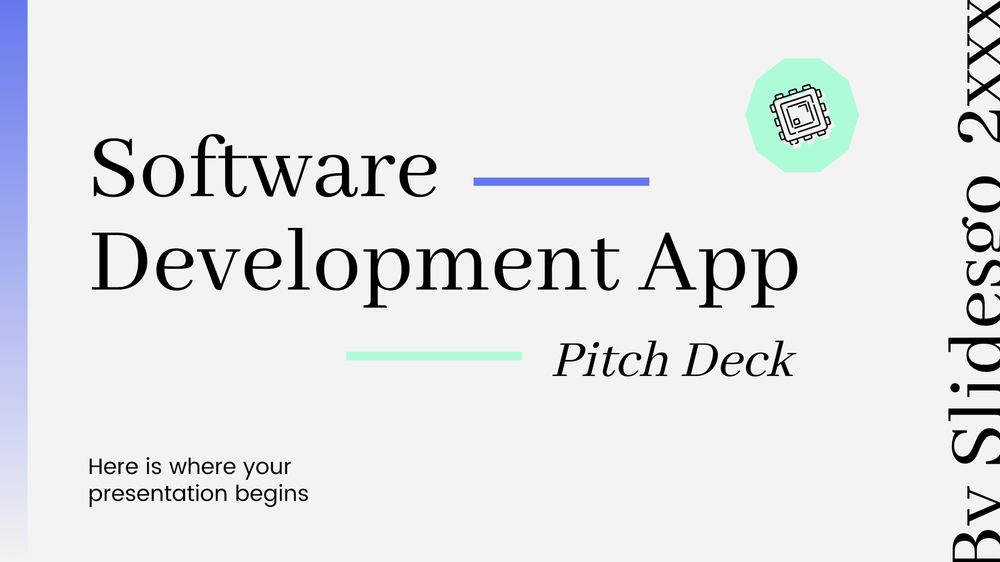 Software
Development App
Pitch Deck
Here is where your
presentation begins
By Slidesgo 2xxx